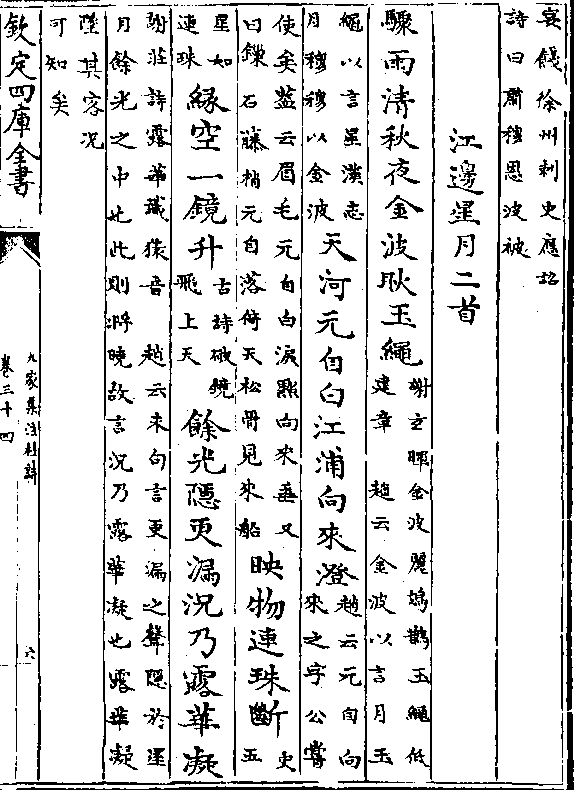 宴餞徐州刺史應詔
詩曰肅穆恩波被
江邊星月二首
驟雨清秋夜金波耿玉繩
謝玄暉金波麗鳷鵲玉繩低
建章 趙云金波以言月玉
繩以言星漢志
月穆穆以金波
天河元自白江浦向來澄
趙云元自向
來之字公嘗
使矣蓋云眉毛元自白淚點向來垂又
曰鑠石藤梢元自落倚天松骨見來船
映物連珠斷
史
五
星如
連珠
縁空一鏡升
古詩破鏡
飛上天
餘光隱更漏況乃露華凝
謝莊詩露華識猿音 趙云末句言更漏之聲隱於星
月餘光之中也此則將曉故言況乃露華凝也露華凝
墮其客況
可知矣
欽定四庫全書
九家集注杜詩
卷三十四
六